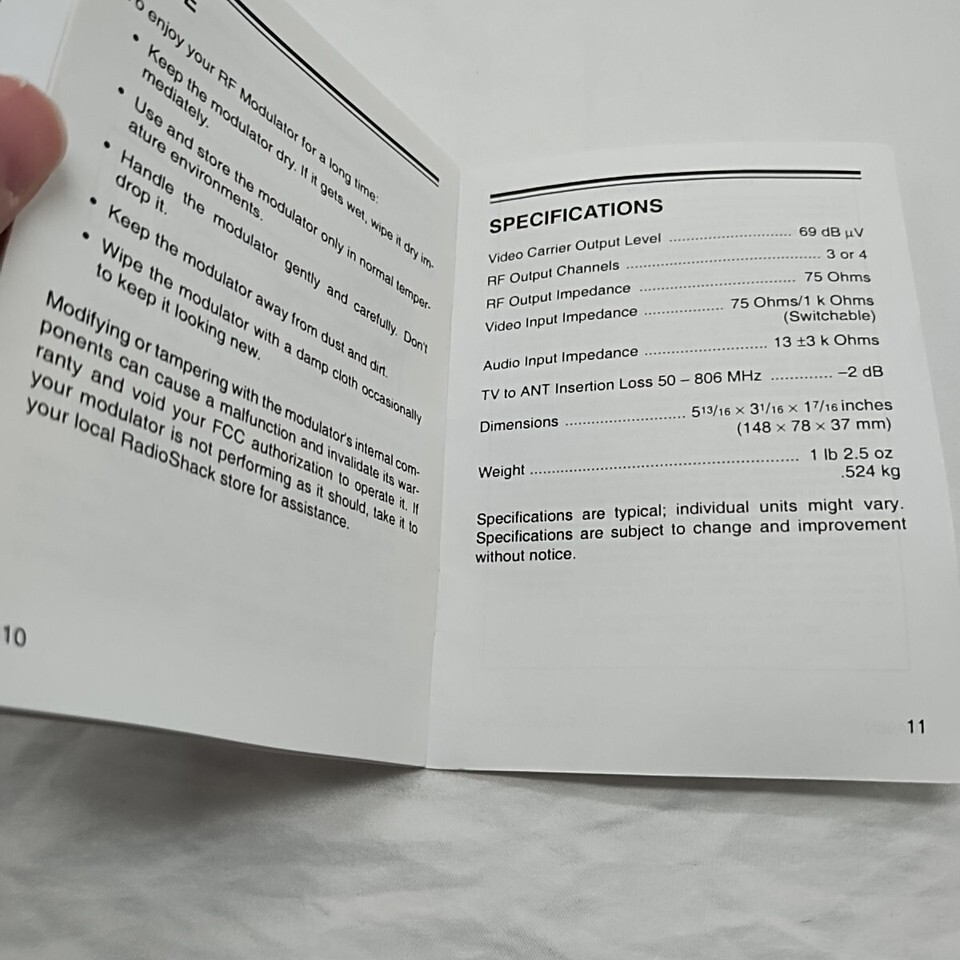 o enjoy your RF Modulator for a long time:
• Keep the modulator dry. If it gets wet, wipe it dry im-
mediately.
• Use and store the modulator only in normal temper-
ature environments.
• Handle the modulator gently and carefully. Don't
drop it.
• Keep the modulator away from dust and dirt.
• Wipe the modulator with a damp cloth occasionally
to keep it looking new.
Modifying or tampering with the modulator's internal com-
ponents can cause a malfunction and invalidate its war-
ranty and void your FCC authorization to operate it. If
your modulator is not performing as it should, take it to
your local RadioShack store for assistance.
10
SPECIFICATIONS
Video Carrier Output Level .............................. 69 dB µV
RF Output Channels ................................................ 3 or 4
RF Output Impedance ...................................... 75 Ohms
Video Input Impedance ................... 75 Ohms/1 k Ohms
(Switchable)
Audio Input Impedance .............................. 13 ±3 k Ohms
TV to ANT Insertion Loss 50 – 806 MHz ............. –2 dB
Dimensions ............................. 5 13/16 × 3 1/16 × 1 7/16 inches
(148 × 78 × 37 mm)
Weight ................................................................ 1 lb 2.5 oz
.524 kg
Specifications are typical; individual units might vary.
Specifications are subject to change and improvement
without notice.
11